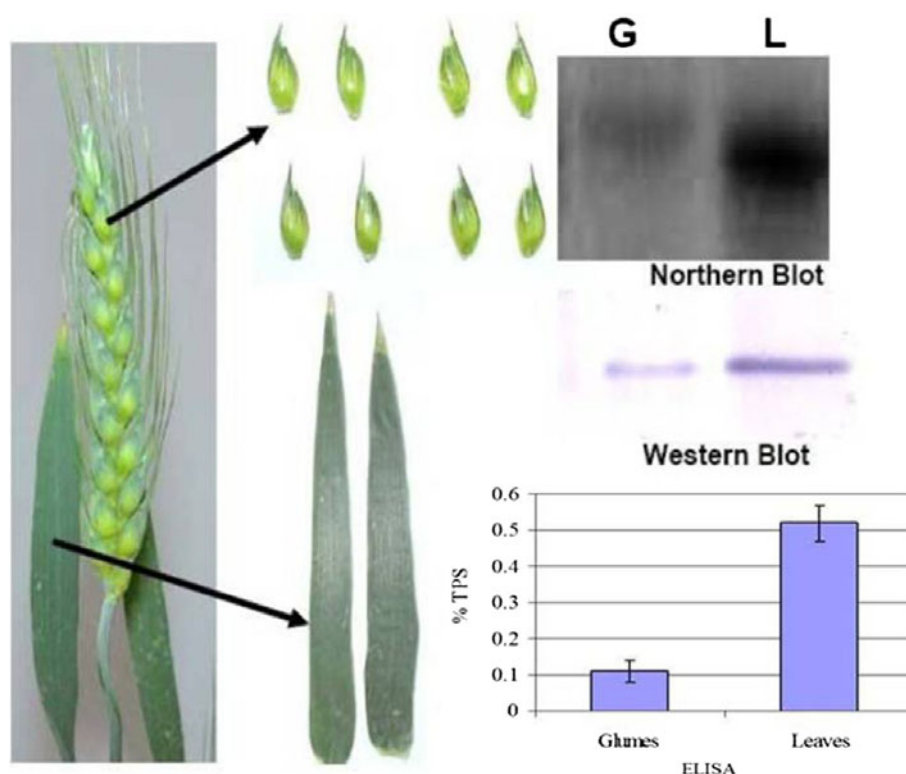 G L
Northern Blot
Western Blot
0.6
0.5
0.4
0.3
0.2
0.1
0
% TPS
Glumes Leaves
ELISA